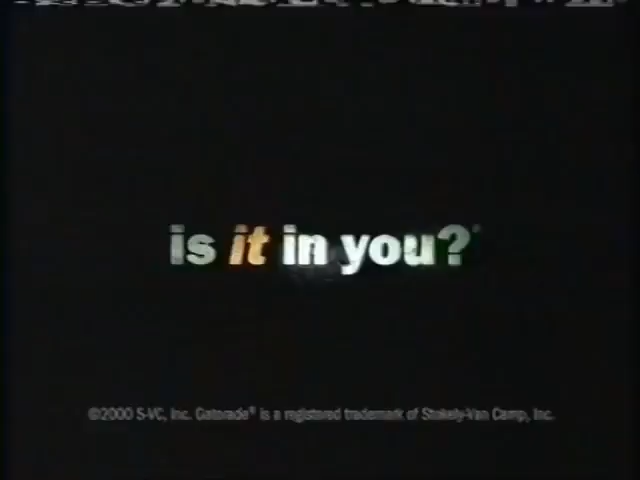 is it in you?®
©2000 S-VC, Inc. Gatorade® is a registered trademark of Stokely-Van Camp, Inc.